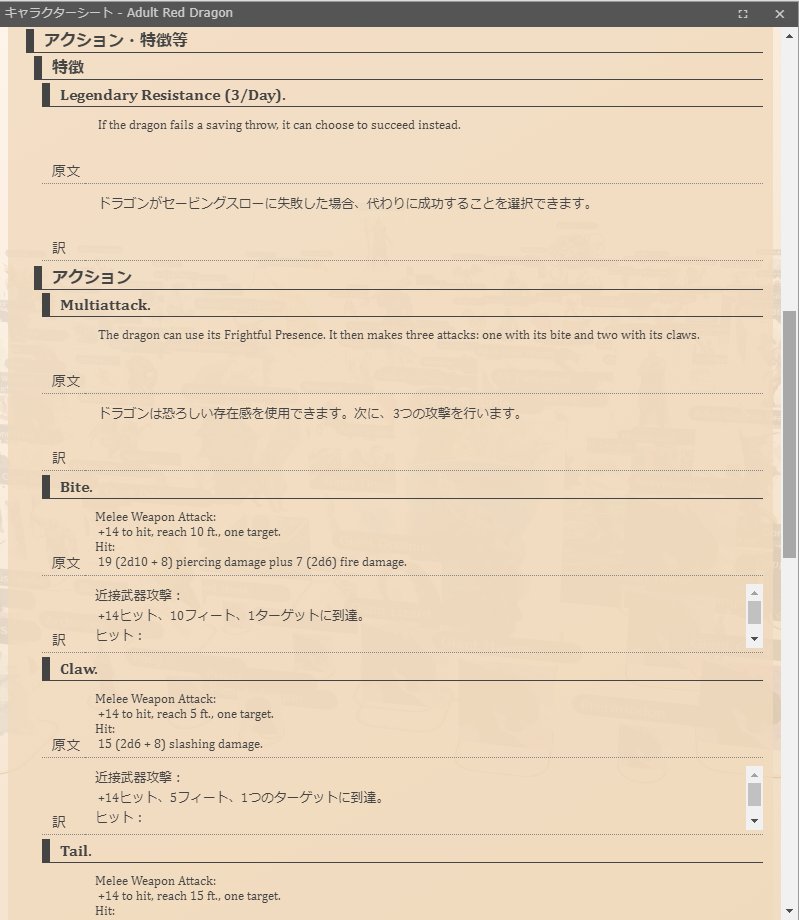 キャラクターシート - Adult Red Dragon
アクション・特徴等
特徴
Legendary Resistance (3/Day).
If the dragon fails a saving throw, it can choose to succeed instead.
原文
ドラゴンがセービングスローに失敗した場合、代わりに成功することを選択できます。
訳
アクション
Multiattack.
The dragon can use its Frightful Presence. It then makes three attacks: one with its bite and two with its claws.
原文
ドラゴンは恐ろしい存在感を使用できます。次に、3つの攻撃を行います。
訳
Bite.
Melee Weapon Attack:
+14 to hit, reach 10 ft., one target.
Hit:
原文 19 (2d10 + 8) piercing damage plus 7 (2d6) fire damage.
近接武器攻撃：
+14ヒット、10フィート、1ターゲットに到達。
ヒット：
訳
Claw.
Melee Weapon Attack:
+14 to hit, reach 5 ft., one target.
Hit:
原文 15 (2d6 + 8) slashing damage.
近接武器攻撃：
+14ヒット、5フィート、1つのターゲットに到達。
ヒット：
訳
Tail.
Melee Weapon Attack:
+14 to hit, reach 15 ft., one target.
Hit: